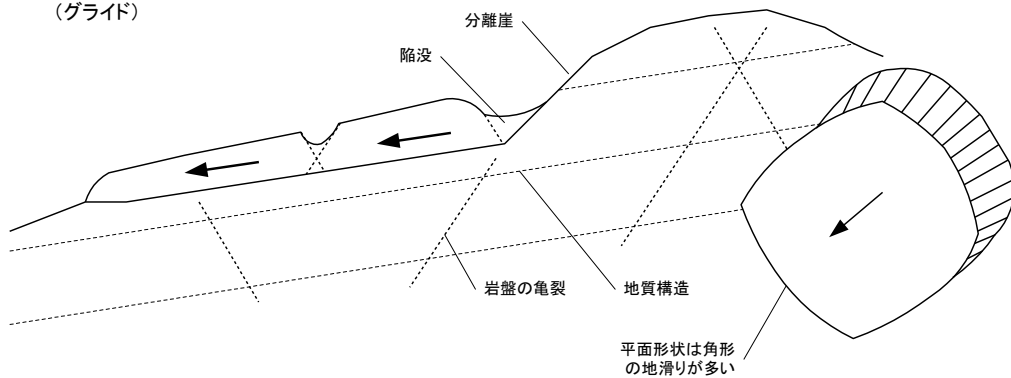 （グライド）
分離崖
陥没
岩盤の亀裂
地質構造
平面形状は角形
の地滑りが多い